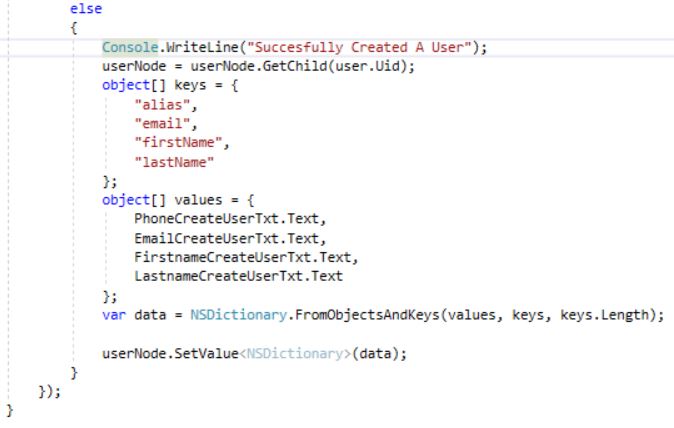 else
{
Console.WriteLine("Succesfully Created A User");
userNode = userNode.GetChild(user.Uid);
object[] keys = {
"alias",
"email",
"firstName",
"lastName"
};
object[] values = {
PhoneCreateUserTxt.Text,
EmailCreateUserTxt.Text,
FirstnameCreateUserTxt.Text,
LastnameCreateUserTxt.Text
};
var data = NSDictionary.FromObjectsAndKeys(values, keys, keys.Length);
userNode.SetValue<NSDictionary>(data);
}
});
}